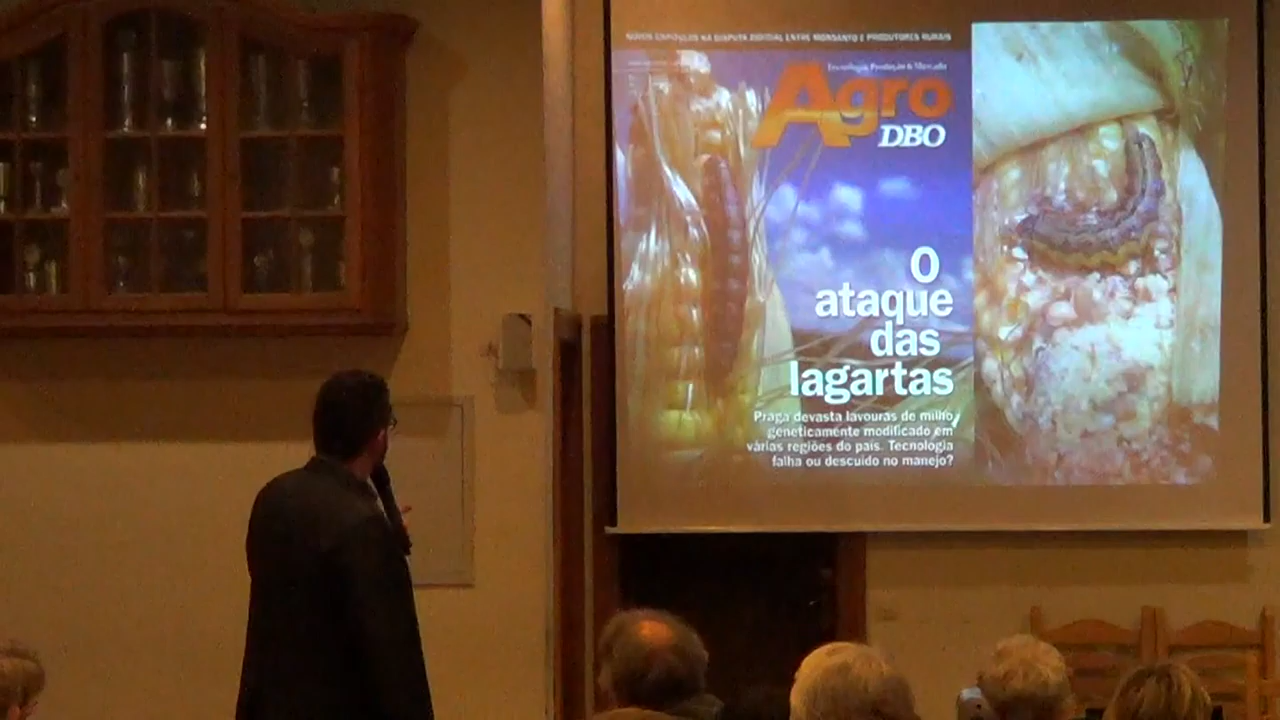 NOVOS CAPÍTULOS NA DISPUTA JUDICIAL ENTRE MONSANTO E PRODUTORES RURAIS
Tecnologia, Produção & Mercado
Agro
DBO
O
ataque
das
lagartas
Praga devasta lavouras de milho
geneticamente modificado em
várias regiões do país. Tecnologia
falha ou descuido no manejo?